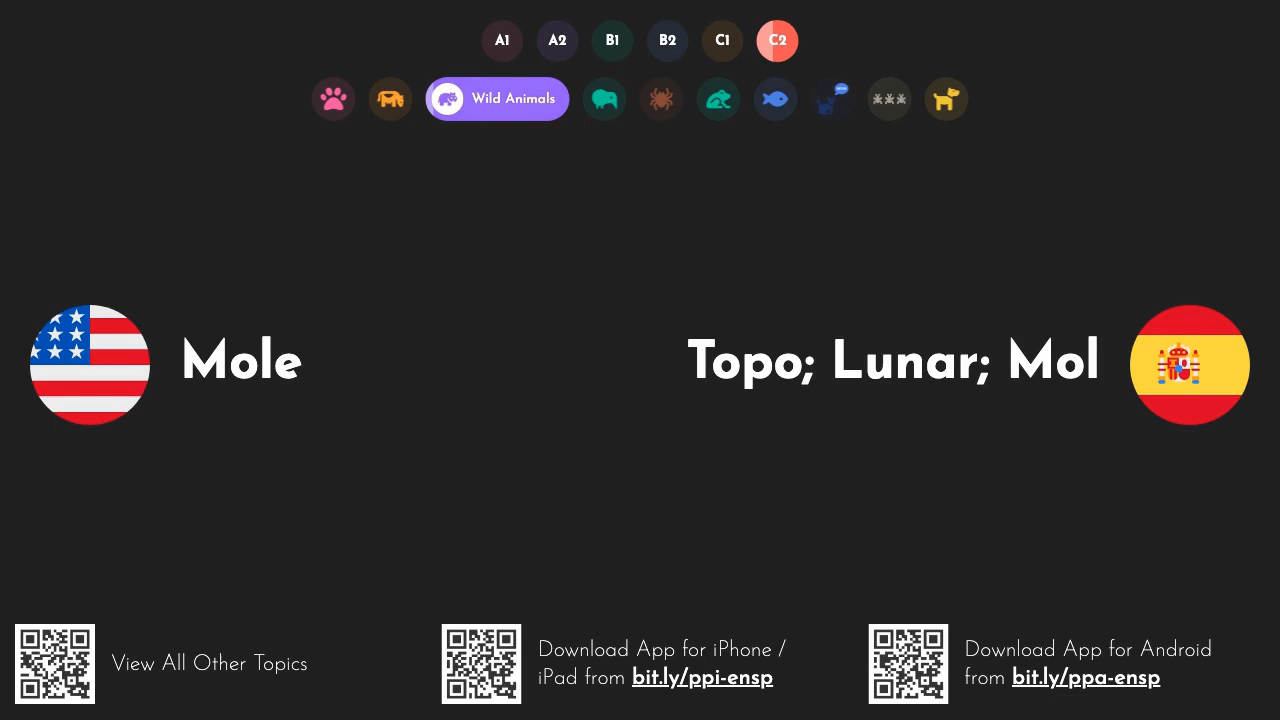 A1 A2 B1 B2 C1 C2
Wild Animals
Mole
Topo; Lunar; Mol
View All Other Topics
Download App for iPhone /
iPad from bit.ly/ppi-ensp
Download App for Android
from bit.ly/ppa-ensp